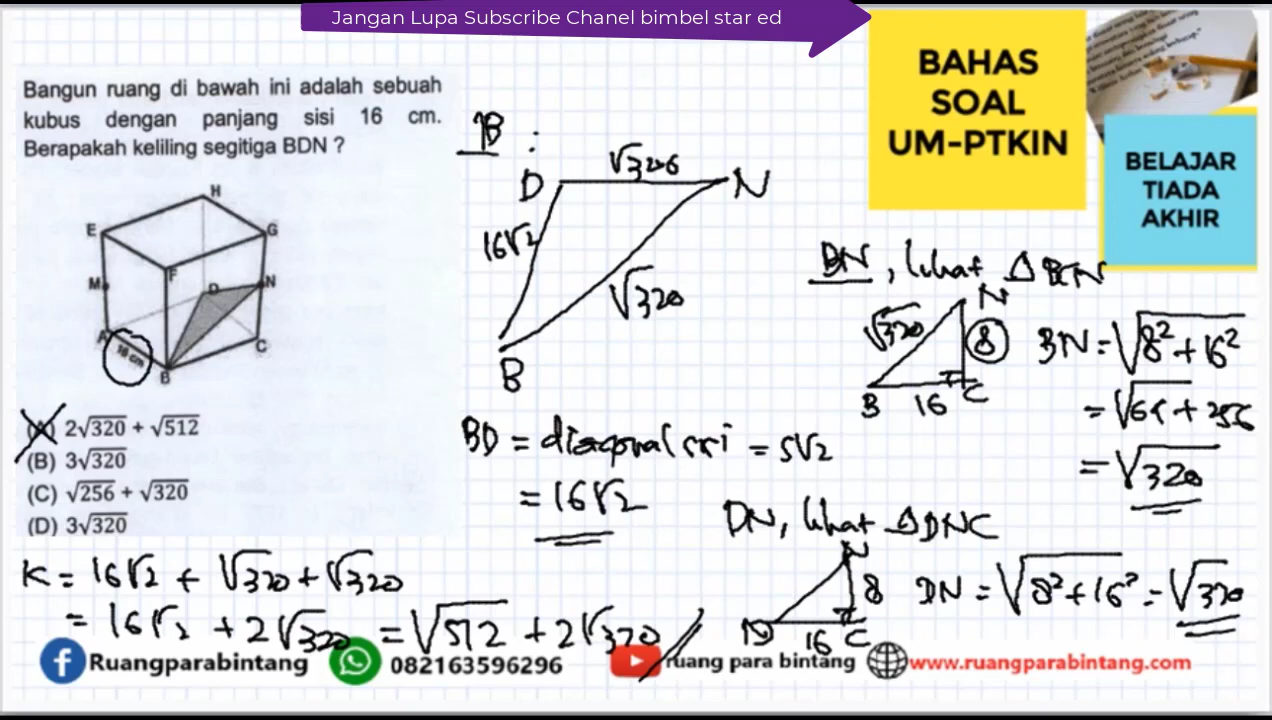 Jangan Lupa Subscribe Chanel bimbel star ed
Bangun ruang di bawah ini adalah sebuah
kubus dengan panjang sisi 16 cm.
Berapakah keliling segitiga BDN ?
H
E
G
F
M
D
N
A
16 cm
C
B
(A) 2√320 + √512
(B) 3√320
(C) √256 + √320
(D) 3√320
B :
D
N
16√2
√320
B
BD = diagonal sisi = s√2
= 16√2
BAHAS
SOAL
UM-PTKIN
BELAJAR
TIADA
AKHIR
BN, lihat △ BCN
N
√320
8
B 16 C
BN = √8² + 16²
= √64 + 256
= √320
DN, lihat △DNC
N
8
D 16 C
DN = √8² + 16² = √320
K = 16√2 + √320 + √320
= 16√2 + 2√320 = √512 + 2√320
Ruangparabintang
082163596296
ruang para bintang
www.ruangparabintang.com